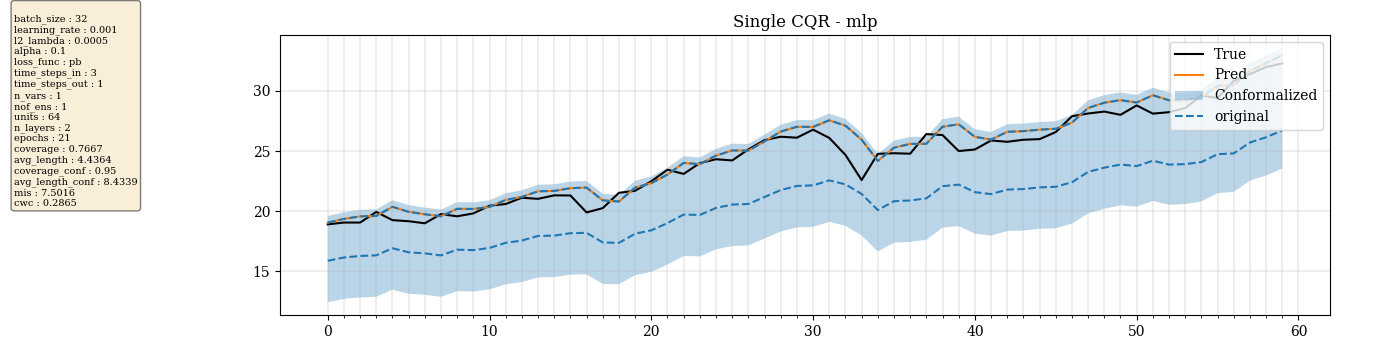 batch_size : 32
learning_rate : 0.001
l2_lambda : 0.0005
alpha : 0.1
loss_func : pb
time_steps_in : 3
time_steps_out : 1
n_vars : 1
nof_ens : 1
units : 64
n_layers : 2
epochs : 21
coverage : 0.7667
avg_length : 4.4364
coverage_conf : 0.95
avg_length_conf : 8.4339
mis : 7.5016
cwc : 0.2865
Single CQR - mlp
True
Pred
Conformalized
original
30
25
20
15
0 10 20 30 40 50 60